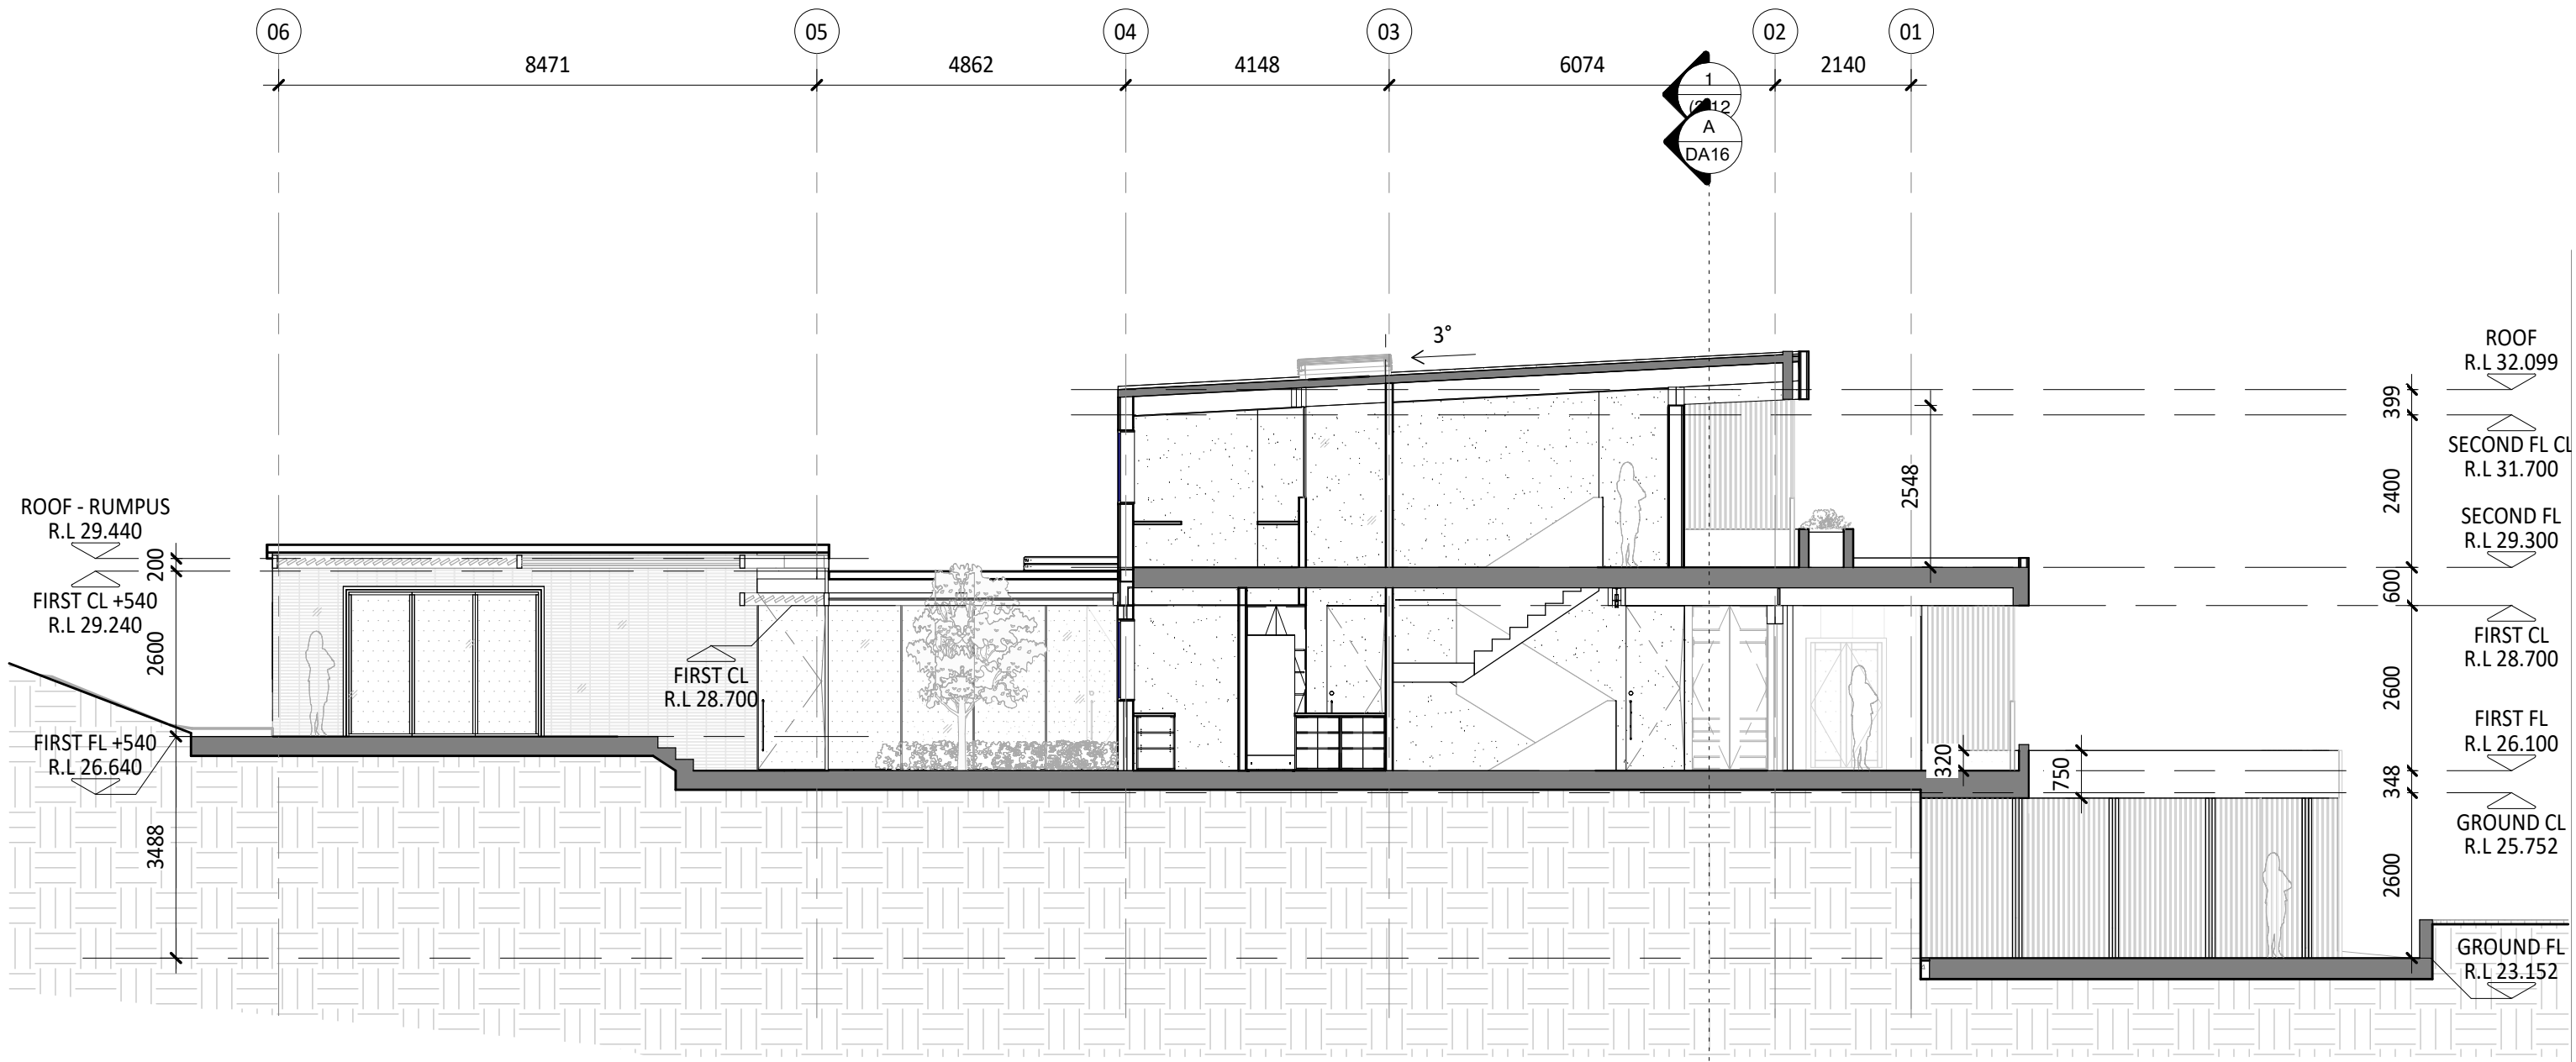 06
05
04
03
02
01
8471
4862
4148
6074
2140
1
A
DA16
3°
ROOF
R.L 32.099
399
SECOND FL CL
R.L 31.700
2400
2548
SECOND FL
R.L 29.300
600
FIRST CL
R.L 28.700
2600
FIRST FL
R.L 26.100
320
750
348
GROUND CL
R.L 25.752
2600
GROUND FL
R.L 23.152
ROOF - RUMPUS
R.L 29.440
200
FIRST CL +540
R.L 29.240
2600
FIRST CL
R.L 28.700
FIRST FL +540
R.L 26.640
3488